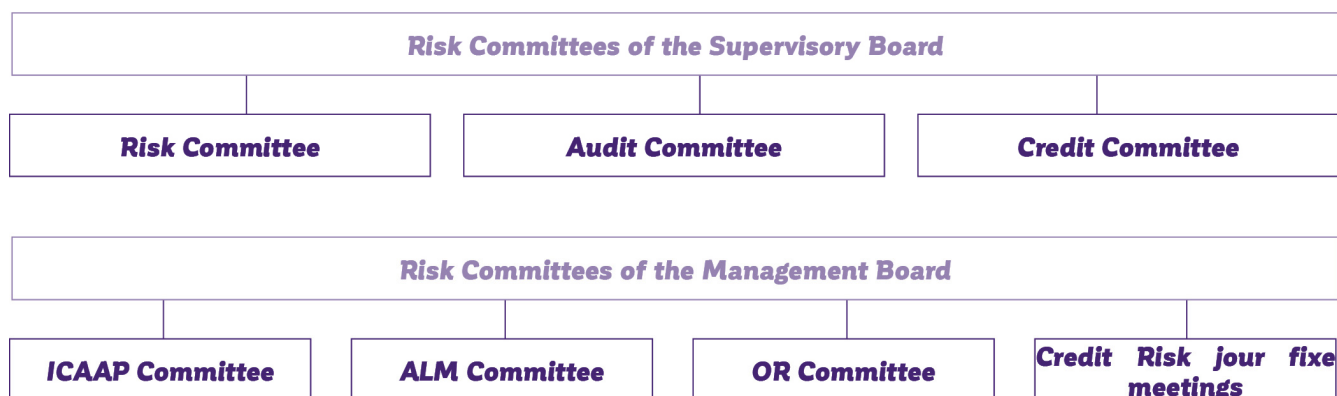 Risk Committees of the Supervisory Board
Risk Committee
Audit Committee
Credit Committee
Risk Committees of the Management Board
ICAAP Committee
ALM Committee
OR Committee
Credit Risk jour fixe
meetings